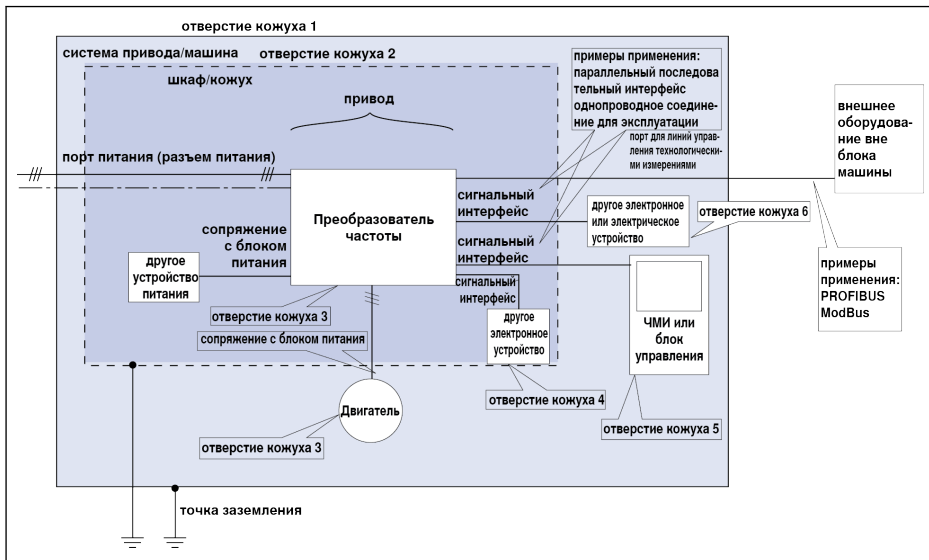 отверстие кожуха 1
система привода/машина
отверстие кожуха 2
шкаф/кожух
привод
примеры применения:
параллельный последова
тельный интерфейс
однопроводное соедине-
ние для эксплуатации
порт для линий управ-
ления технологически-
ми измерениями
внешнее
оборудова-
ние вне
блока
машины
порт питания (разъем питания)
Преобразователь
частоты
сигнальный
интерфейс
другое электронное
или электрическое
устройство
отверстие кожуха 6
сопряжение
с блоком
питания
сигнальный
интерфейс
другое
устройство
питания
сигнальный
интерфейс
примеры
применения:
PROFIBUS
ModBus
отверстие кожуха 3
другое
электронное
устройство
ЧМИ или
блок
управления
сопряжение с блоком питания
отверстие кожуха 4
Двигатель
отверстие кожуха 5
отверстие кожуха 3
точка заземления